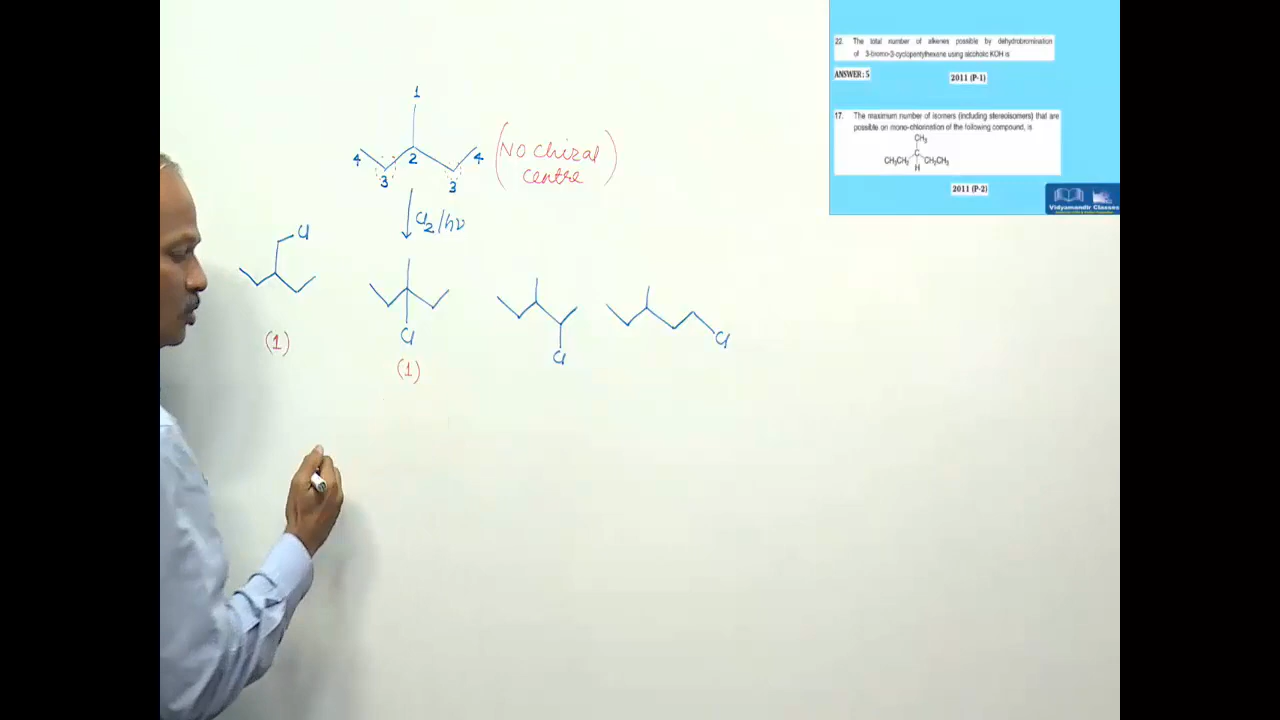 22. The total number of alkenes possible by dehydrobromination
of 3-bromo-3-cyclopentylhexane using alcoholic KOH is
ANSWER: 5
2011 (P-1)
17. The maximum number of isomers (including stereoisomers) that are
possible on mono-chlorination of the following compound, is
CH3
C
CH3CH2 CH2CH3
H
2011 (P-2)
Vidyamandir Classes
1
4 2 4
3 3
(No chiral
centre)
Cl2/hν
Cl
Cl
Cl
Cl
(1)
(1)